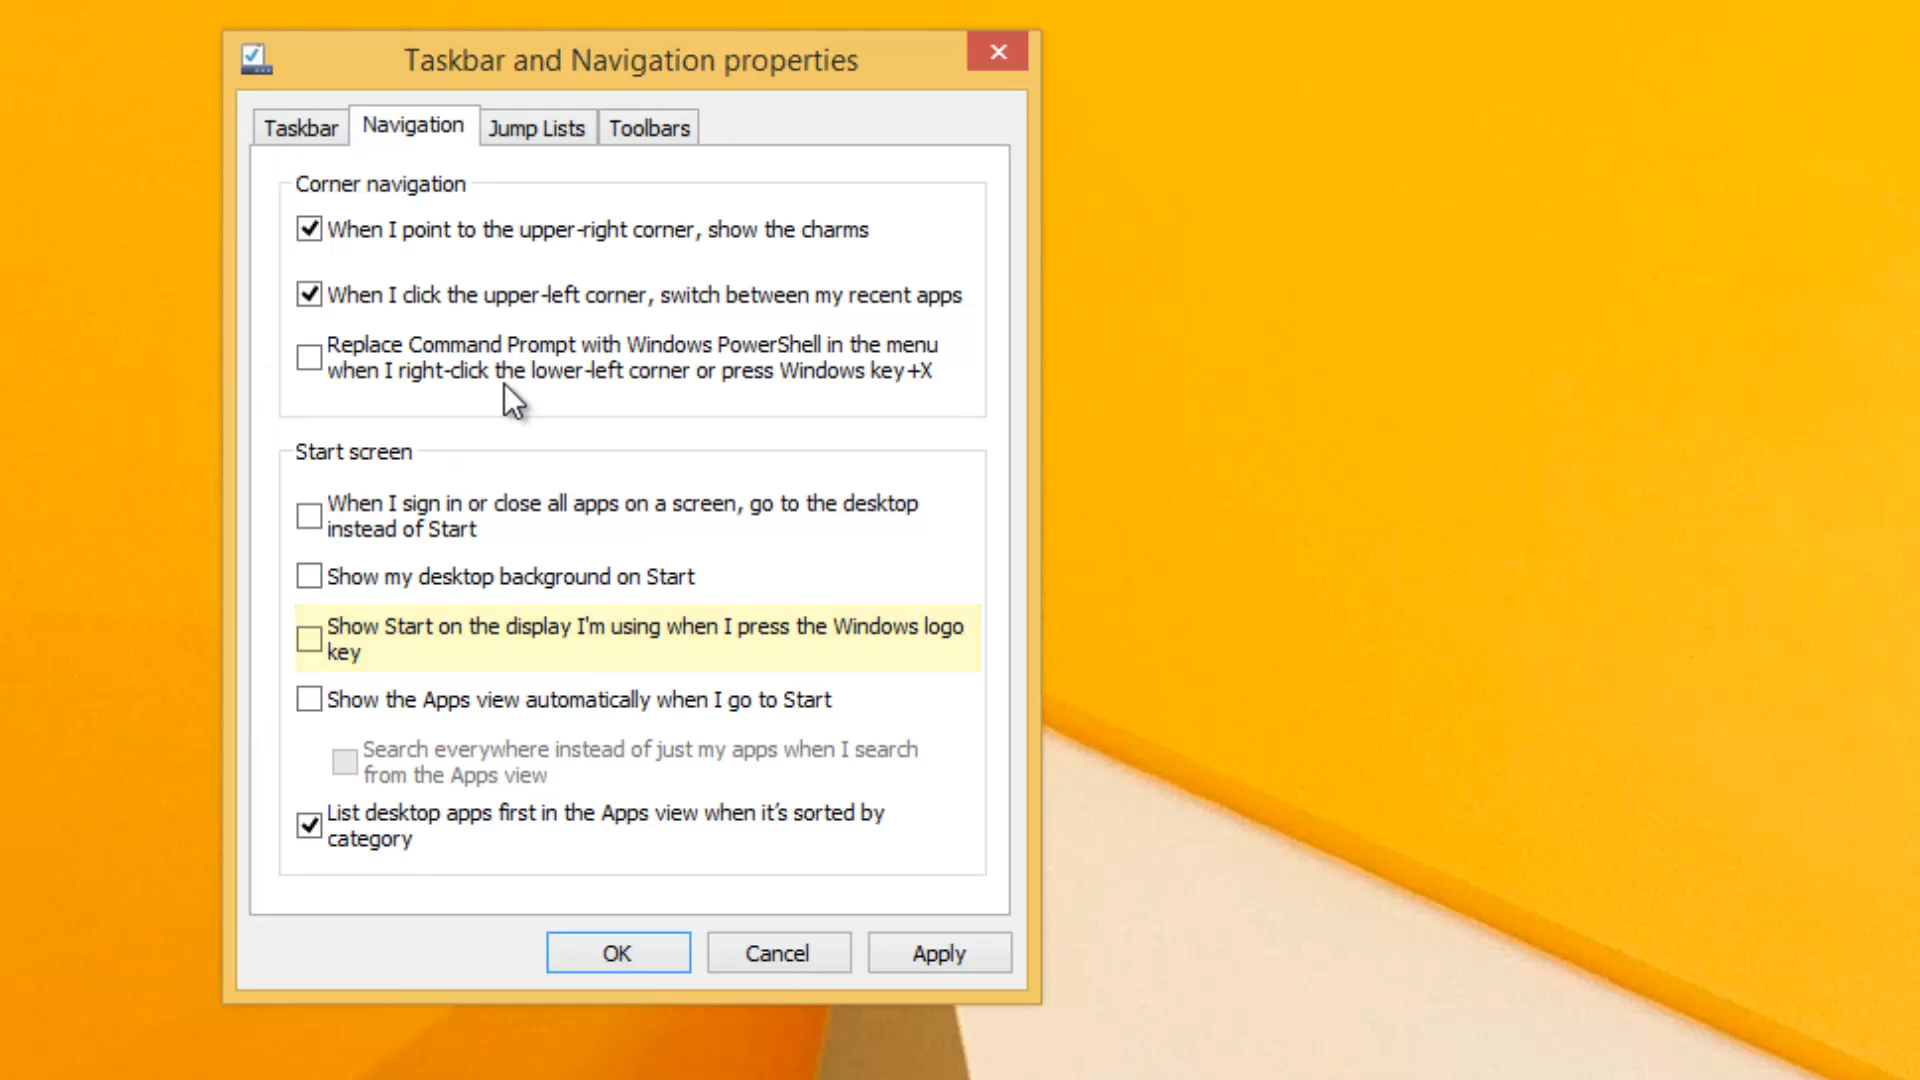 Taskbar and Navigation properties
Taskbar
Navigation
Jump Lists
Toolbars
Corner navigation
When I point to the upper-right corner, show the charms
When I click the upper-left corner, switch between my recent apps
Replace Command Prompt with Windows PowerShell in the menu
when I right-click the lower-left corner or press Windows key+X
Start screen
When I sign in or close all apps on a screen, go to the desktop
instead of Start
Show my desktop background on Start
Show Start on the display I'm using when I press the Windows logo
key
Show the Apps view automatically when I go to Start
Search everywhere instead of just my apps when I search
from the Apps view
List desktop apps first in the Apps view when it's sorted by
category
OK
Cancel
Apply